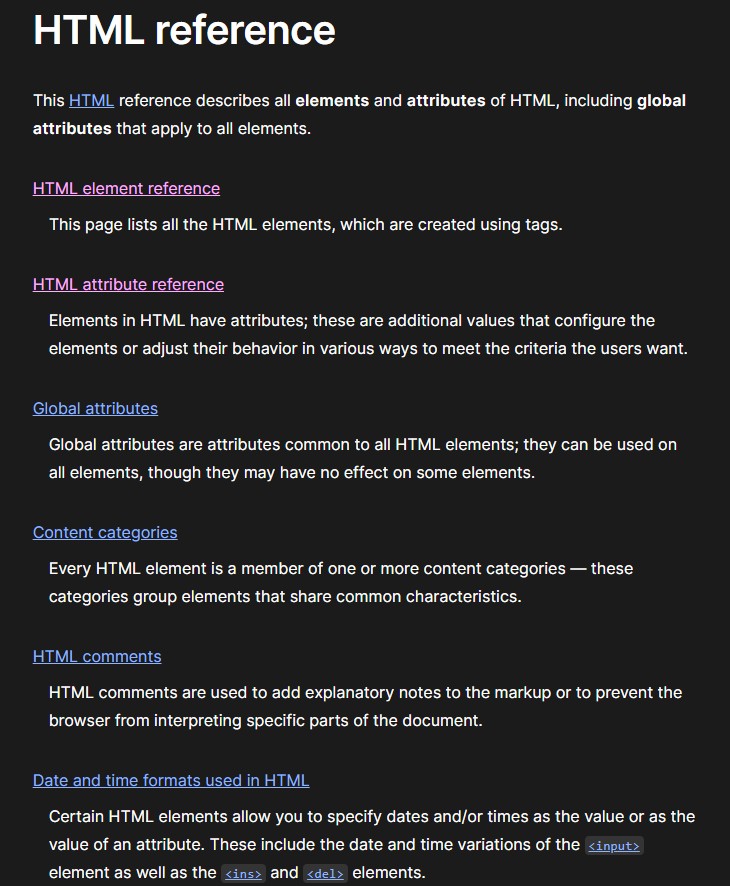 HTML reference
This HTML reference describes all elements and attributes of HTML, including global
attributes that apply to all elements.
HTML element reference
This page lists all the HTML elements, which are created using tags.
HTML attribute reference
Elements in HTML have attributes; these are additional values that configure the
elements or adjust their behavior in various ways to meet the criteria the users want.
Global attributes
Global attributes are attributes common to all HTML elements; they can be used on
all elements, though they may have no effect on some elements.
Content categories
Every HTML element is a member of one or more content categories — these
categories group elements that share common characteristics.
HTML comments
HTML comments are used to add explanatory notes to the markup or to prevent the
browser from interpreting specific parts of the document.
Date and time formats used in HTML
Certain HTML elements allow you to specify dates and/or times as the value or as the
value of an attribute. These include the date and time variations of the <input>
element as well as the <ins> and <del> elements.